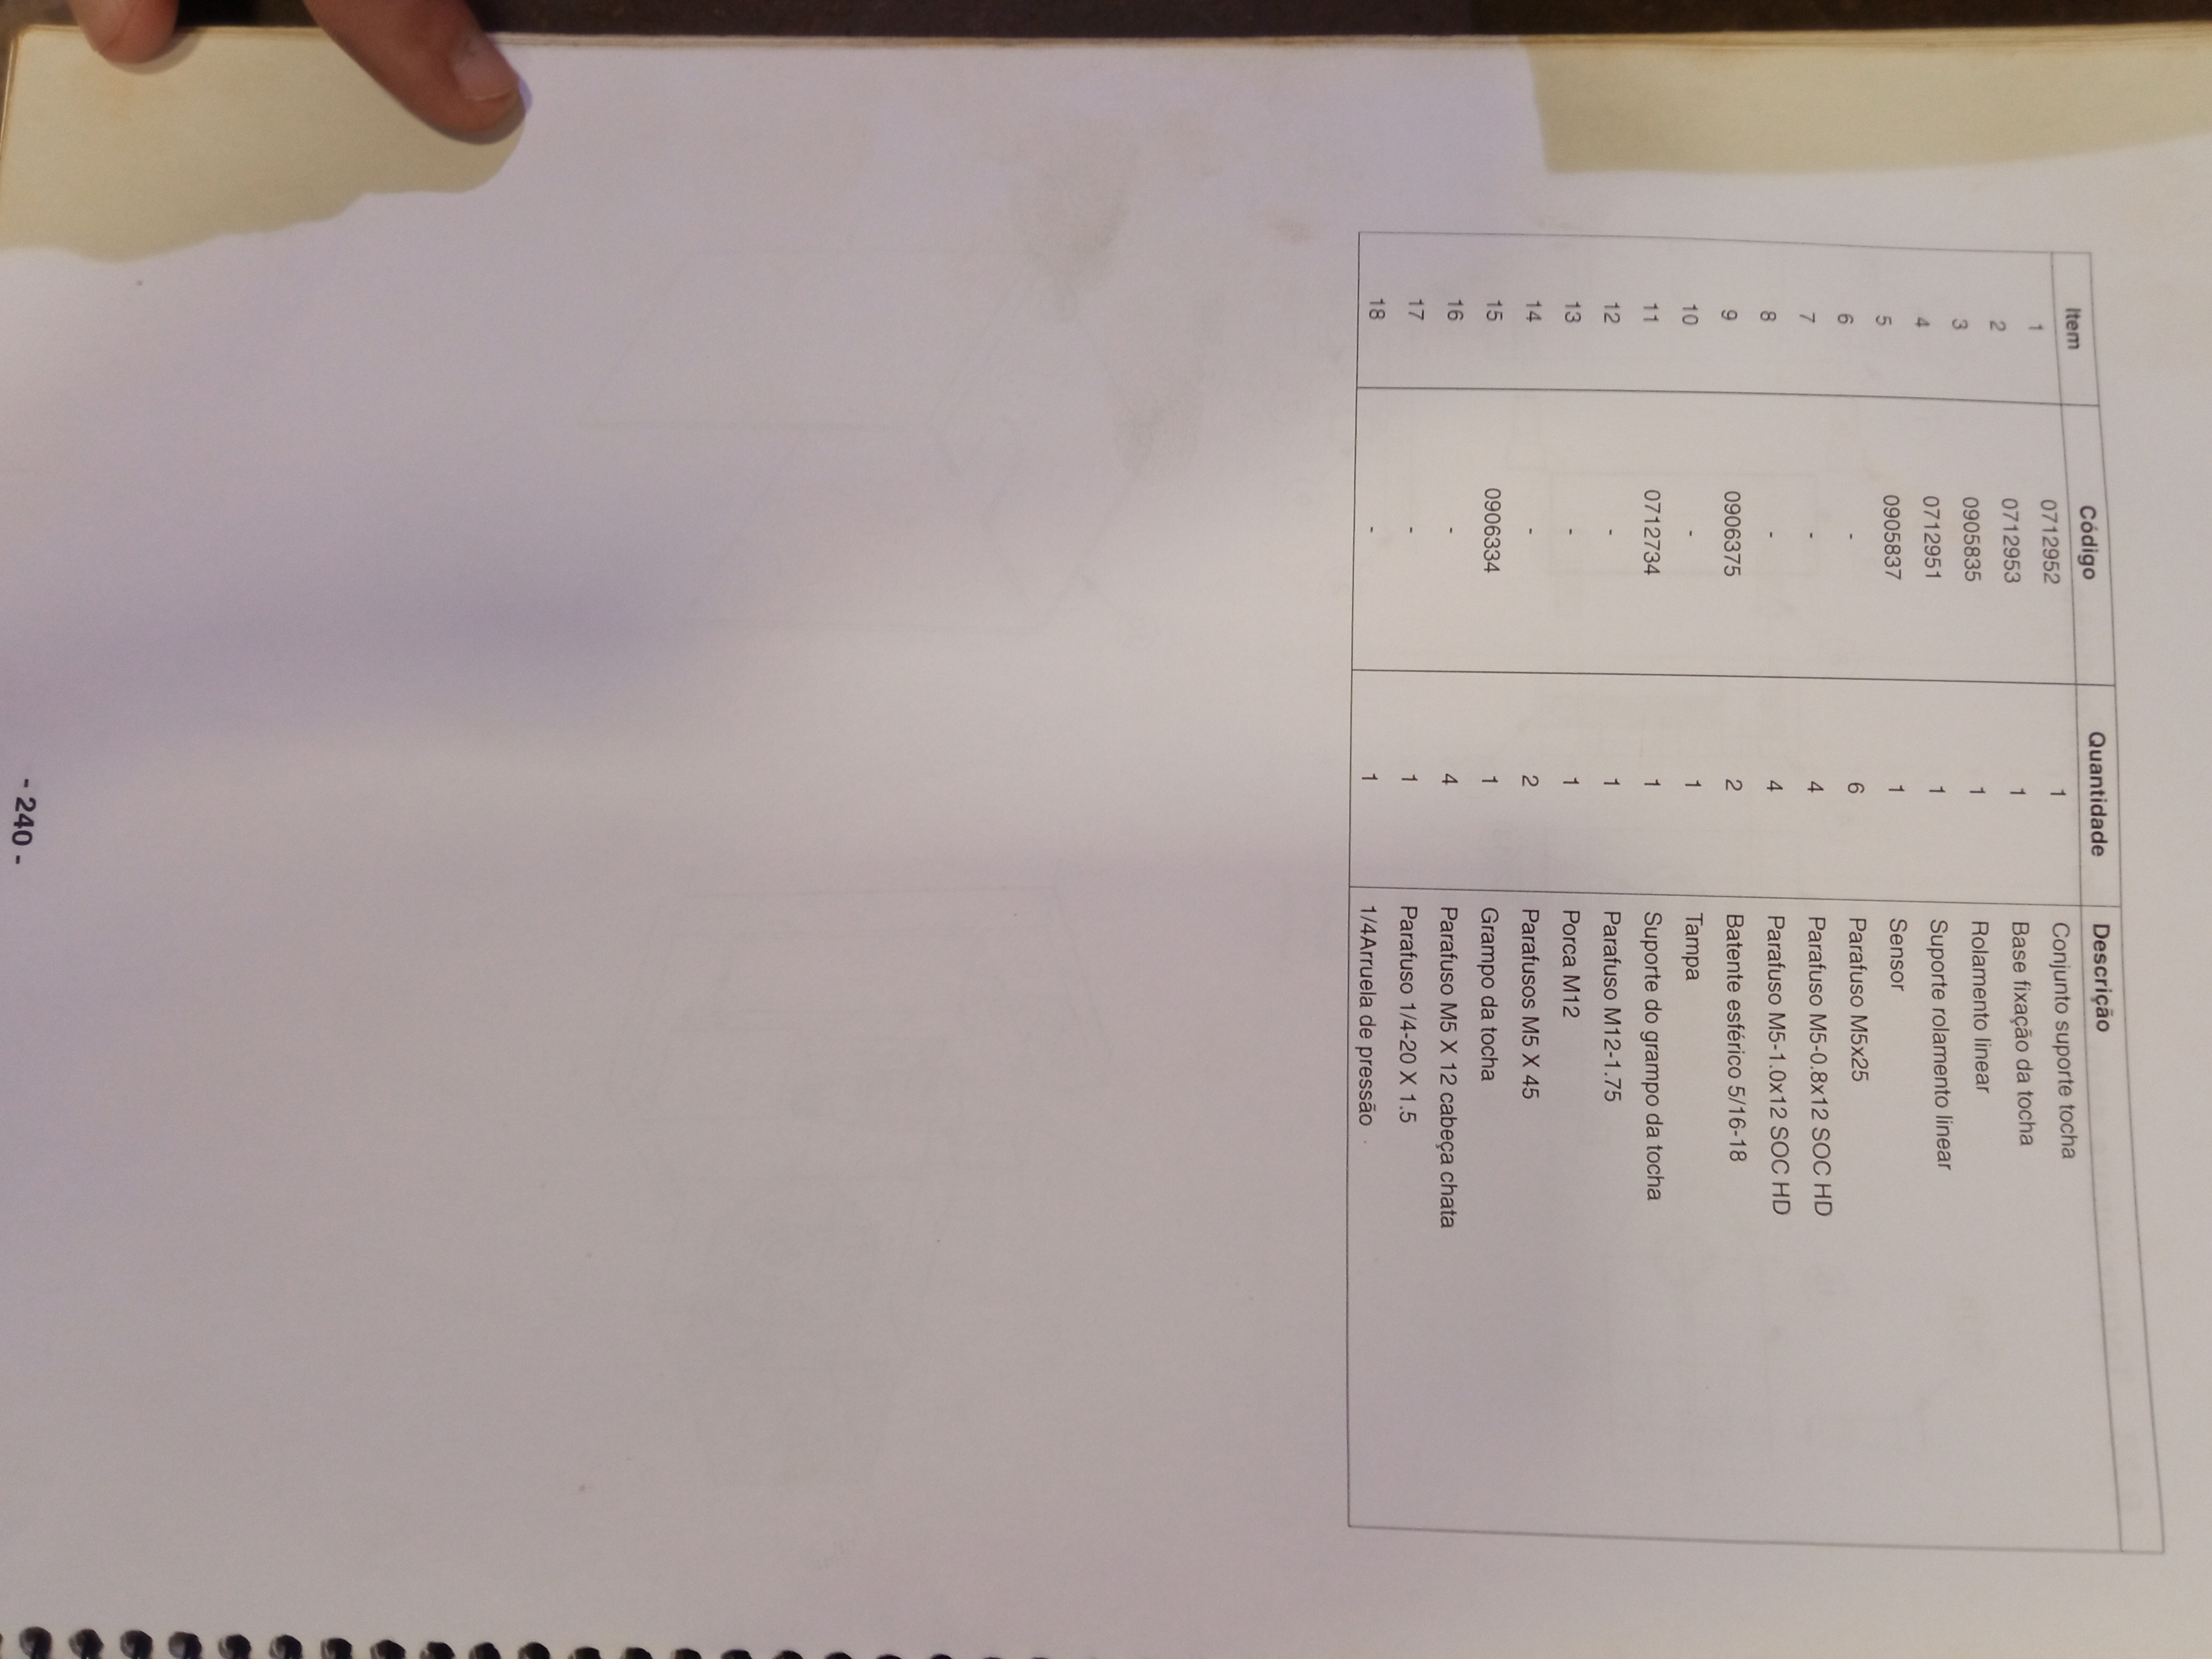 Item Código Quantidade Descrição
1 0712952 1 Conjunto suporte tocha
2 0712953 1 Base fixação da tocha
3 0905835 1 Rolamento linear
4 0712951 1 Suporte rolamento linear
5 0905837 1 Sensor
6 - 6 Parafuso M5x25
7 - 4 Parafuso M5-0.8x12 SOC HD
8 - 4 Parafuso M5-1.0x12 SOC HD
9 0906375 2 Batente esférico 5/16-18
10 - 1 Tampa
11 0712734 1 Suporte do grampo da tocha
12 - 1 Parafuso M12-1.75
13 - 1 Porca M12
14 - 2 Parafusos M5 X 45
15 0906334 1 Grampo da tocha
16 - 4 Parafuso M5 X 12 cabeça chata
17 - 1 Parafuso 1/4-20 X 1.5
18 - 1 1/4Arruela de pressão
- 240 -